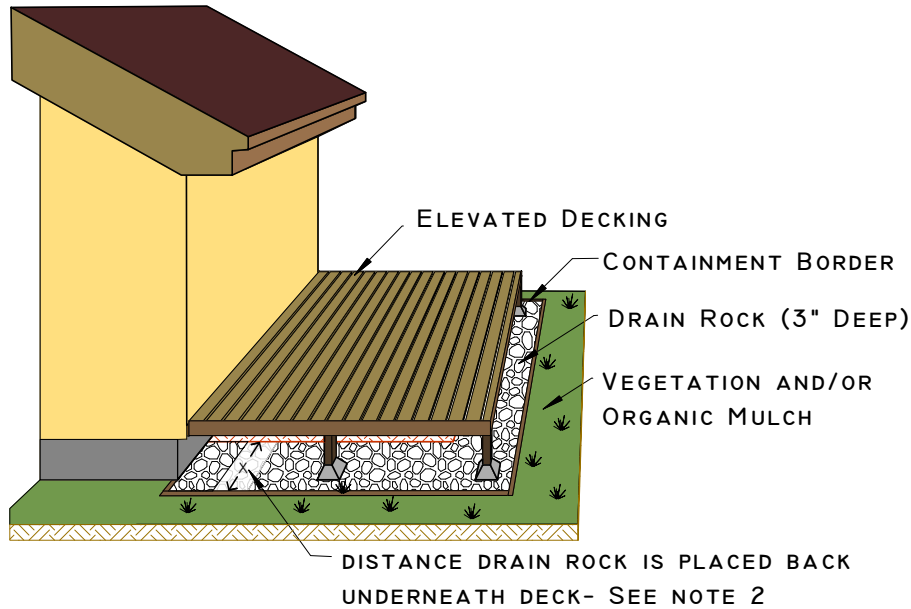 ELEVATED DECKING
CONTAINMENT BORDER
DRAIN ROCK (3" DEEP)
VEGETATION AND/OR
ORGANIC MULCH
X
DISTANCE DRAIN ROCK IS PLACED BACK
UNDERNEATH DECK- SEE NOTE 2